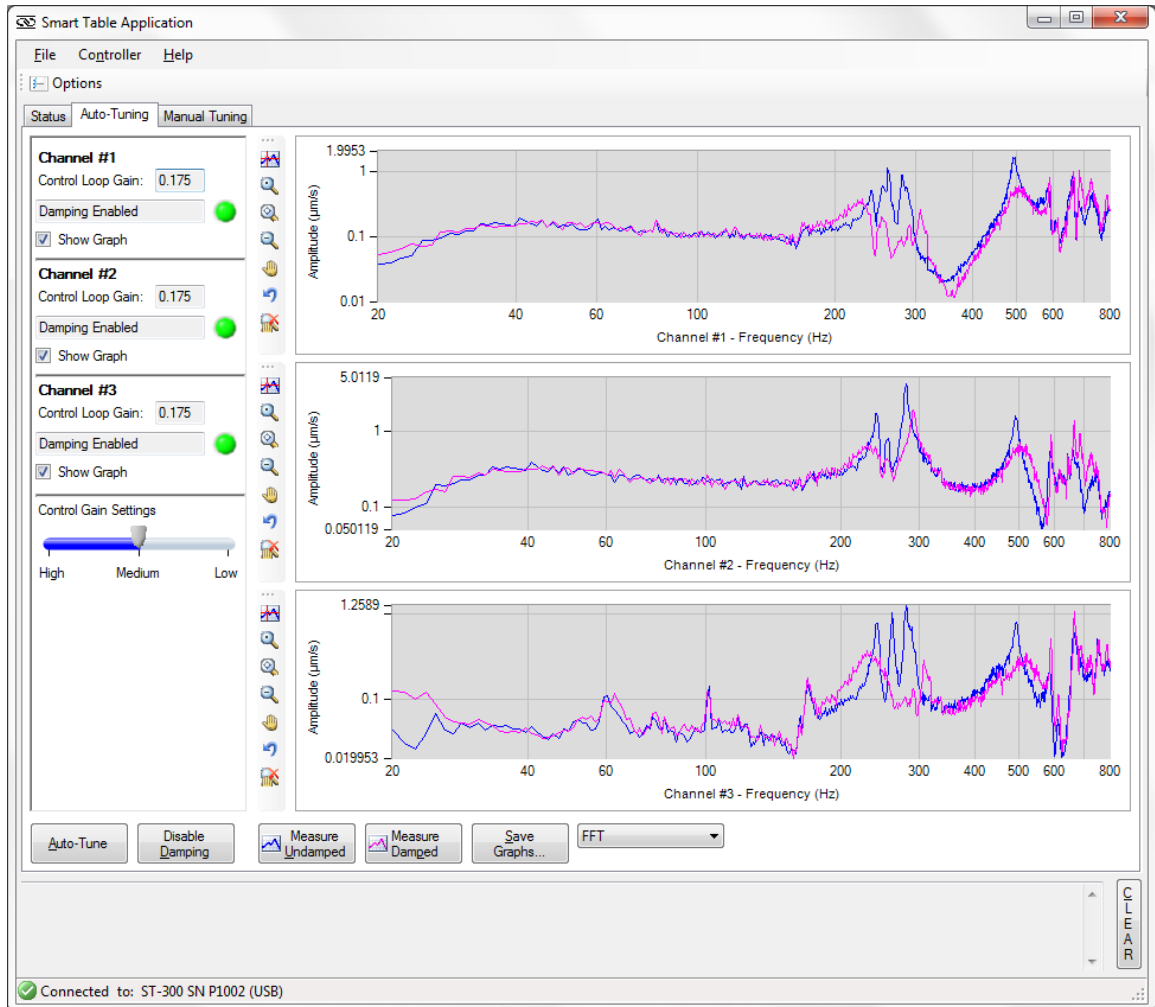 Smart Table Application
File Controller Help
Options
Status Auto-Tuning Manual Tuning
Channel #1
Control Loop Gain: 0.175
Damping Enabled
Show Graph
Channel #2
Control Loop Gain: 0.175
Damping Enabled
Show Graph
Channel #3
Control Loop Gain: 0.175
Damping Enabled
Show Graph
Control Gain Settings
High Medium Low
Amplitude (µm/s)
1.9953
1
0.1
0.01
20 40 60 100 200 300 400 500 600 800
Channel #1 - Frequency (Hz)
Amplitude (µm/s)
5.0119
1
0.1
0.050119
20 40 60 100 200 300 400 500 600 800
Channel #2 - Frequency (Hz)
Amplitude (µm/s)
1.2589
0.1
0.019953
20 40 60 100 200 300 400 500 600 800
Channel #3 - Frequency (Hz)
Auto-Tune
Disable
Damping
Measure
Undamped
Measure
Damped
Save
Graphs...
FFT
CLEAR
Connected to: ST-300 SN P1002 (USB)